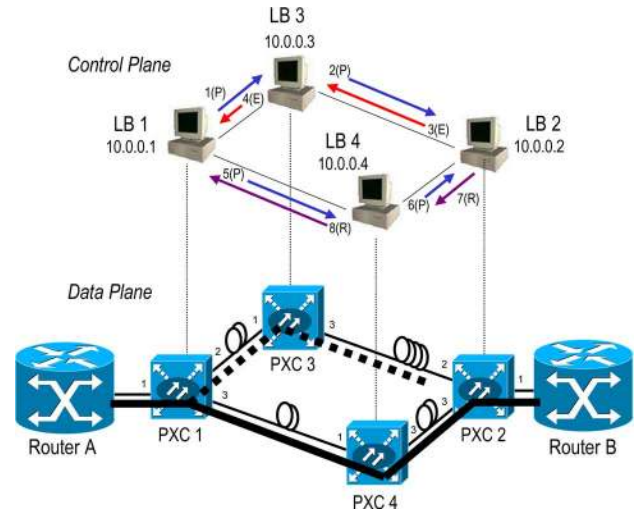 LB 3
10.0.0.3
Control Plane
1(P)
2(P)
4(E)
3(E)
LB 1
10.0.0.1
LB 2
10.0.0.2
LB 4
10.0.0.4
5(P)
6(P)
7(R)
8(R)
Data Plane
1
3
PXC 3
2
2
1
1
3
3
1
3
Router A
PXC 1
PXC 2
Router B
PXC 4